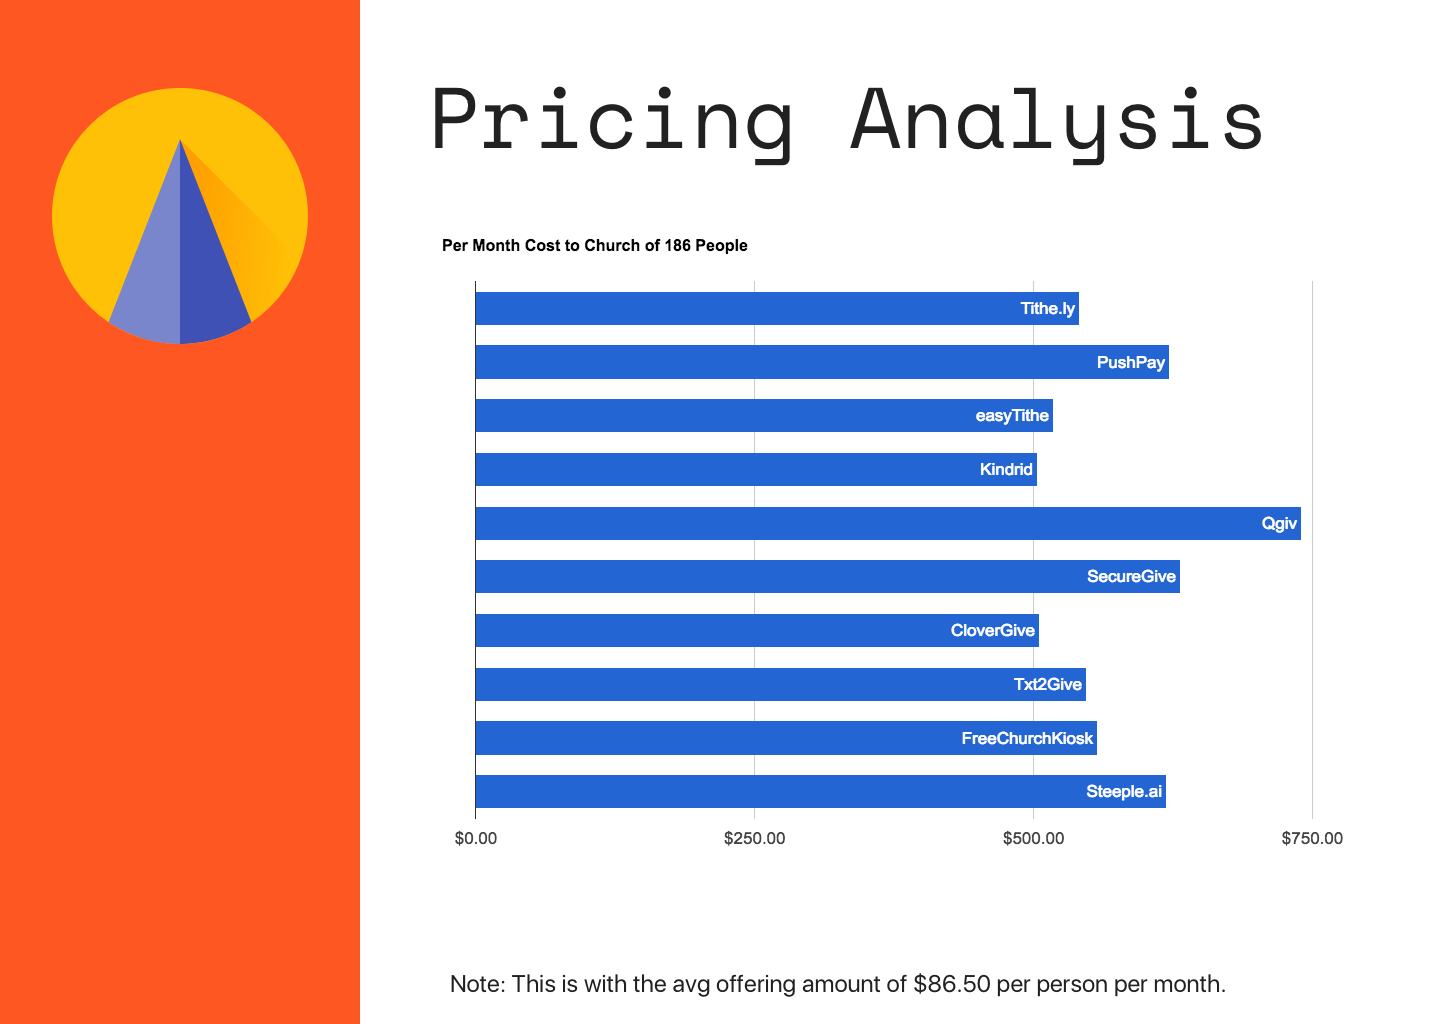 Pricing Analysis
Per Month Cost to Church of 186 People
Tithe.ly
PushPay
easyTithe
Kindrid
Qgiv
SecureGive
CloverGive
Txt2Give
FreeChurchKiosk
Steeple.ai
$0.00 $250.00 $500.00 $750.00
Note: This is with the avg offering amount of $86.50 per person per month.